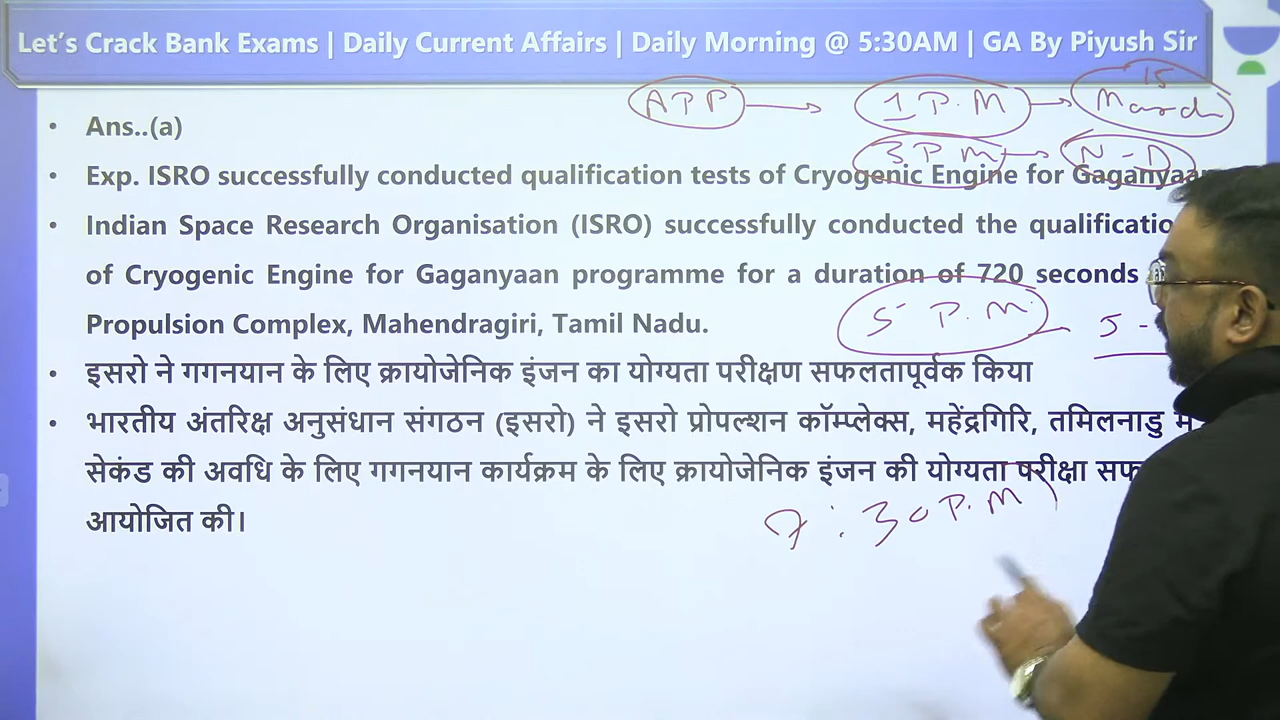 Let's Crack Bank Exams | Daily Current Affairs | Daily Morning @ 5:30AM | GA By Piyush Sir
APP → 1 P.M → 15 March
• Ans..(a)
3 P.M → N-D
• Exp. ISRO successfully conducted qualification tests of Cryogenic Engine for Gaganyaan
• Indian Space Research Organisation (ISRO) successfully conducted the
of Cryogenic Engine for Gaganyaan programme for a duration of 720 seconds
5 P.M
Propulsion Complex, Mahendragiri, Tamil Nadu.
• इसरो ने गगनयान के लिए क्रायोजेनिक इंजन का योग्यता परीक्षण सफलतापूर्वक किया
• भारतीय अंतरिक्ष अनुसंधान संगठन (इसरो) ने इसरो प्रोपल्शन कॉम्प्लेक्स, महेंद्रगिरि, तमिलनाडु में
सेकंड की अवधि के लिए गगनयान कार्यक्रम के लिए क्रायोजेनिक इंजन की योग्यता परीक्षा
आयोजित की।
7:30 P.M